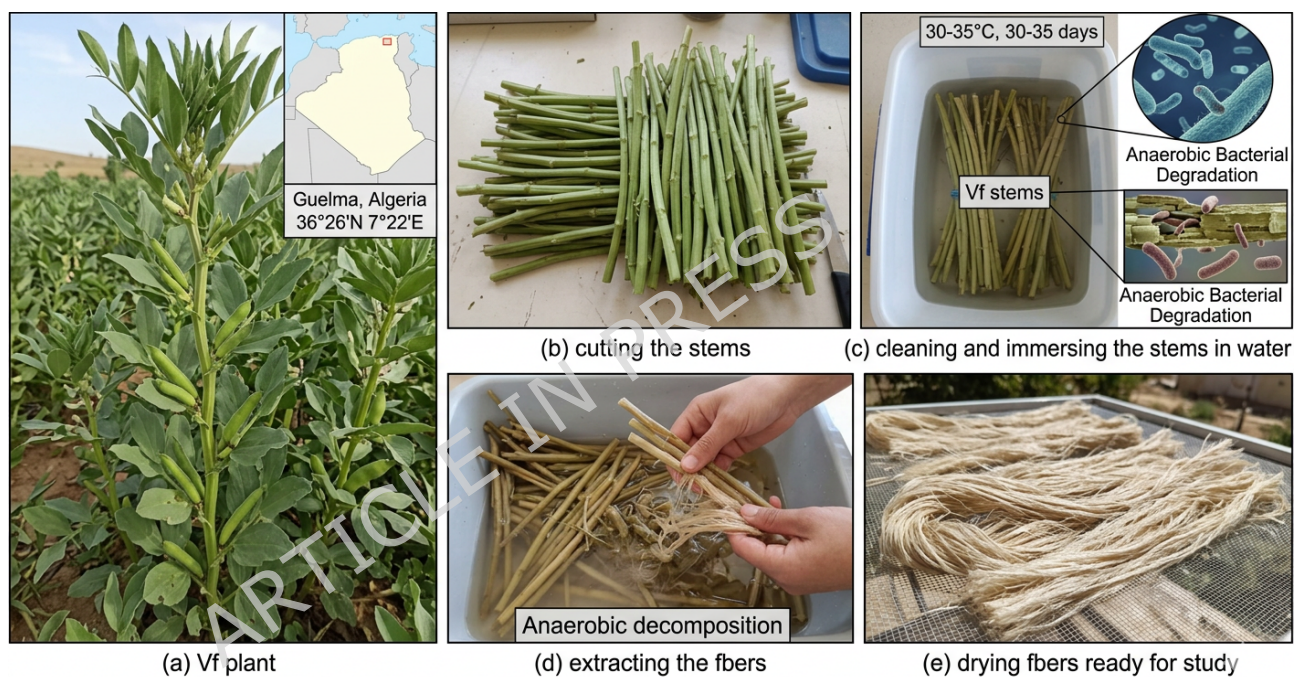 Guelma, Algeria
36°26'N 7°22'E
(a) Vf plant
(b) cutting the stems
30-35°C, 30-35 days
Anaerobic Bacterial
Degradation
Vf stems
Anaerobic Bacterial
Degradation
(c) cleaning and immersing the stems in water
Anaerobic decomposition
(d) extracting the fbers
(e) drying fbers ready for study
ARTICLE IN PRESS